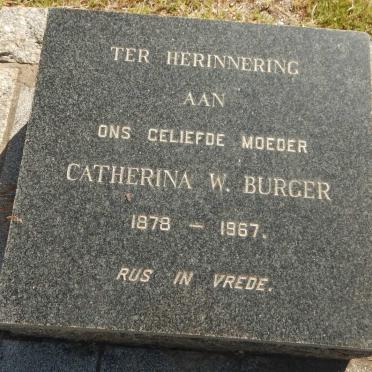 TER HERINNERING
AAN
ONS GELIEFDE MOEDER
CATHERINA W. BURGER
1878 – 1967.
RUS IN VREDE.